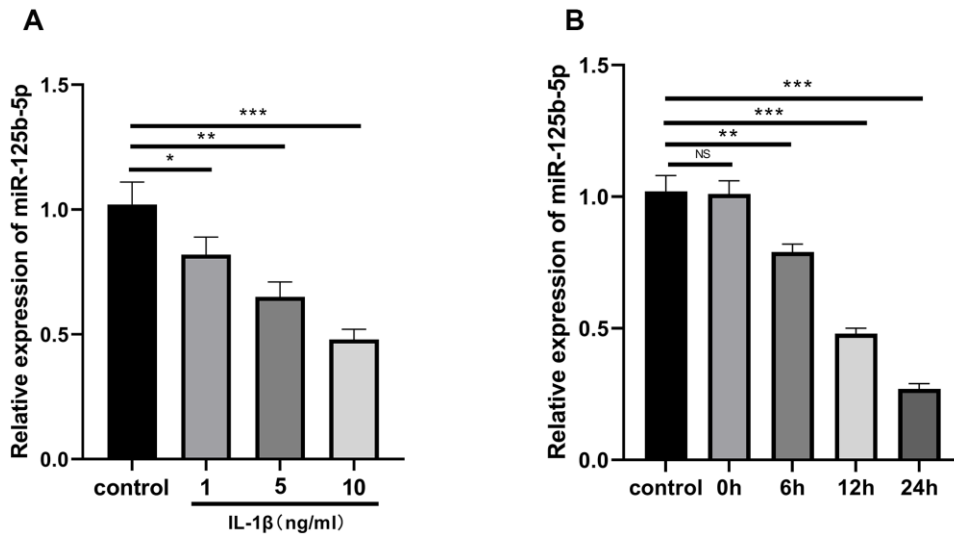 A
Relative expression of miR-125b-5p
1.5
1.0
0.5
0.0
***
**
*
control 1 5 10
IL-1β（ng/ml）
B
Relative expression of miR-125b-5p
1.5
1.0
0.5
0.0
***
***
**
NS
control 0h 6h 12h 24h